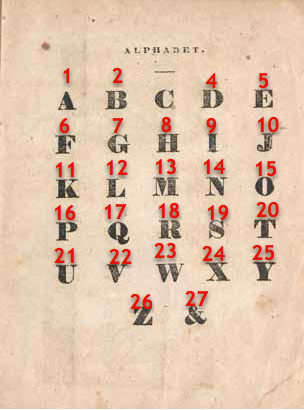 ALPHABET.
1 2 4 5
A B C D E
6 7 8 9 10
F G H I J
11 12 13 14 15
K L M N O
16 17 18 19 20
P Q R S T
21 22 23 24 25
U V W X Y
26 27
Z &